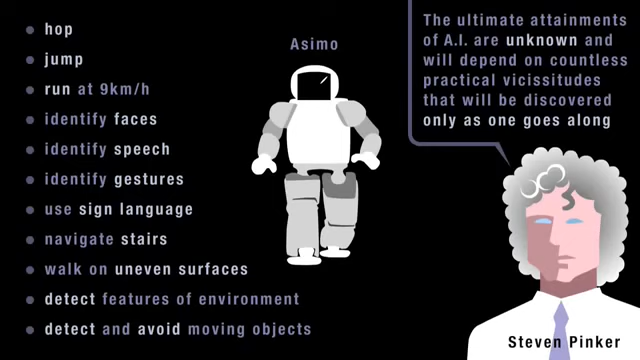 hop
jump
run at 9km/h
identify faces
identify speech
identify gestures
use sign language
navigate stairs
walk on uneven surfaces
detect features of environment
detect and avoid moving objects
Asimo
The ultimate attainments
of A.I. are unknown and
will depend on countless
practical vicissitudes
that will be discovered
only as one goes along
Steven Pinker